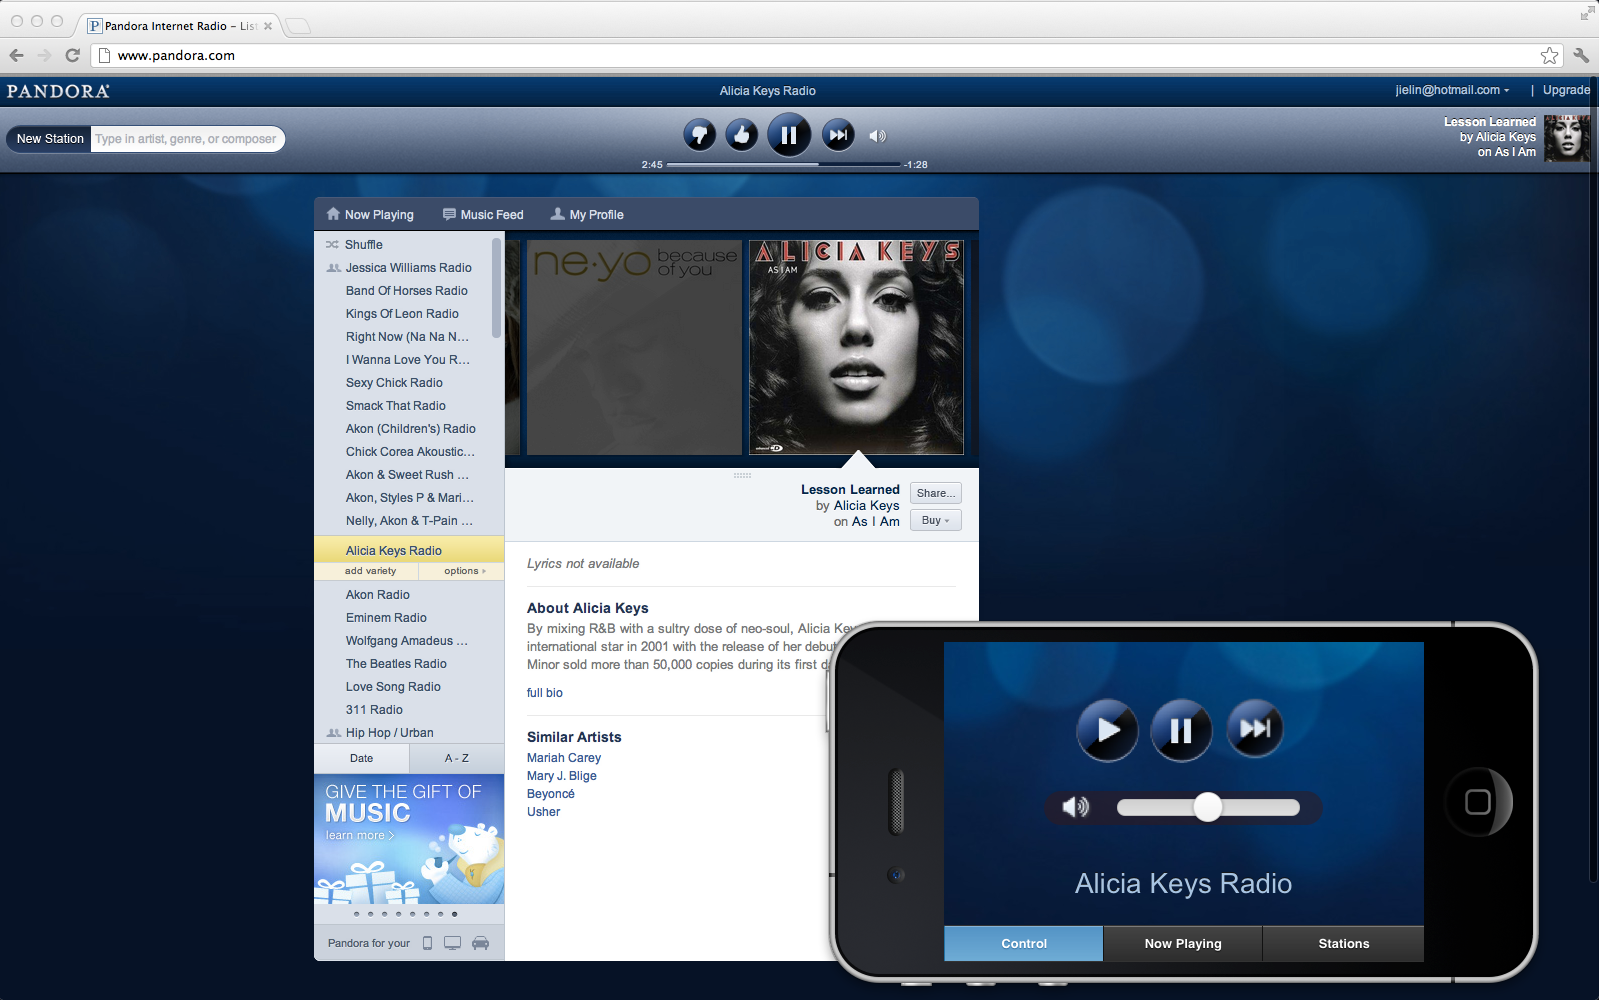 Pandora Internet Radio – Lis
www.pandora.com
PANDORA
Alicia Keys Radio
jielin@hotmail.com
| Upgrade
New Station
Type in artist, genre, or composer
2:45
-1:28
Lesson Learned
by Alicia Keys
on As I Am
Now Playing
Music Feed
My Profile
Shuffle
Jessica Williams Radio
Band Of Horses Radio
Kings Of Leon Radio
Right Now (Na Na N...
I Wanna Love You R...
Sexy Chick Radio
Smack That Radio
Akon (Children's) Radio
Chick Corea Akoustic...
Akon & Sweet Rush ...
Akon, Styles P & Mari...
Nelly, Akon & T-Pain ...
Alicia Keys Radio
add variety
options
Akon Radio
Eminem Radio
Wolfgang Amadeus ...
The Beatles Radio
Love Song Radio
311 Radio
Hip Hop / Urban
Date
A - Z
GIVE THE GIFT OF
MUSIC
learn more >
Pandora for your
ne·yo
because
of you
ALICIA KEYS
AS I AM
Lesson Learned
by Alicia Keys
on As I Am
Share...
Buy
Lyrics not available
About Alicia Keys
By mixing R&B with a sultry dose of neo-soul, Alicia Ke
international star in 2001 with the release of her debut
Minor sold more than 50,000 copies during its first d
full bio
Similar Artists
Mariah Carey
Mary J. Blige
Beyoncé
Usher
Alicia Keys Radio
Control
Now Playing
Stations